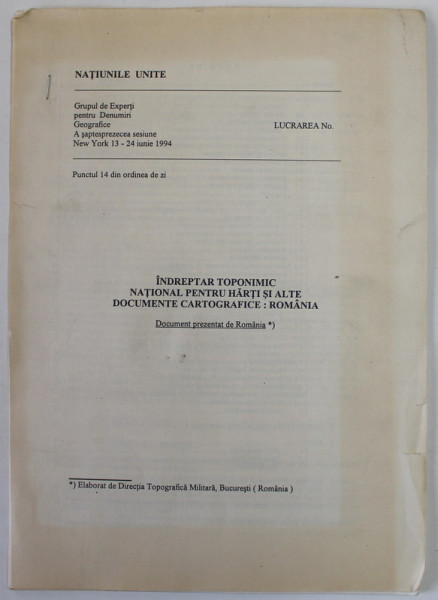 NAȚIUNILE UNITE
Grupul de Experți
pentru Denumiri
Geografice LUCRAREA No.
A șaptesprezecea sesiune
New York 13 - 24 iunie 1994
Punctul 14 din ordinea de zi
ÎNDREPTAR TOPONIMIC
NAȚIONAL PENTRU HĂRȚI ȘI ALTE
DOCUMENTE CARTOGRAFICE : ROMÂNIA
Document prezentat de România *)
*) Elaborat de Direcția Topografică Militară, București ( România )